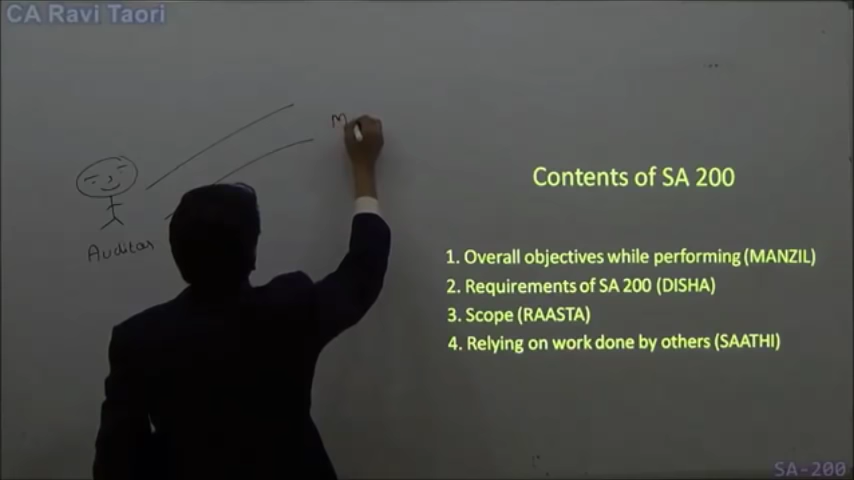 CA Ravi Taori
M
Auditor
Contents of SA 200
1. Overall objectives while performing (MANZIL)
2. Requirements of SA 200 (DISHA)
3. Scope (RAASTA)
4. Relying on work done by others (SAATHI)
SA-200